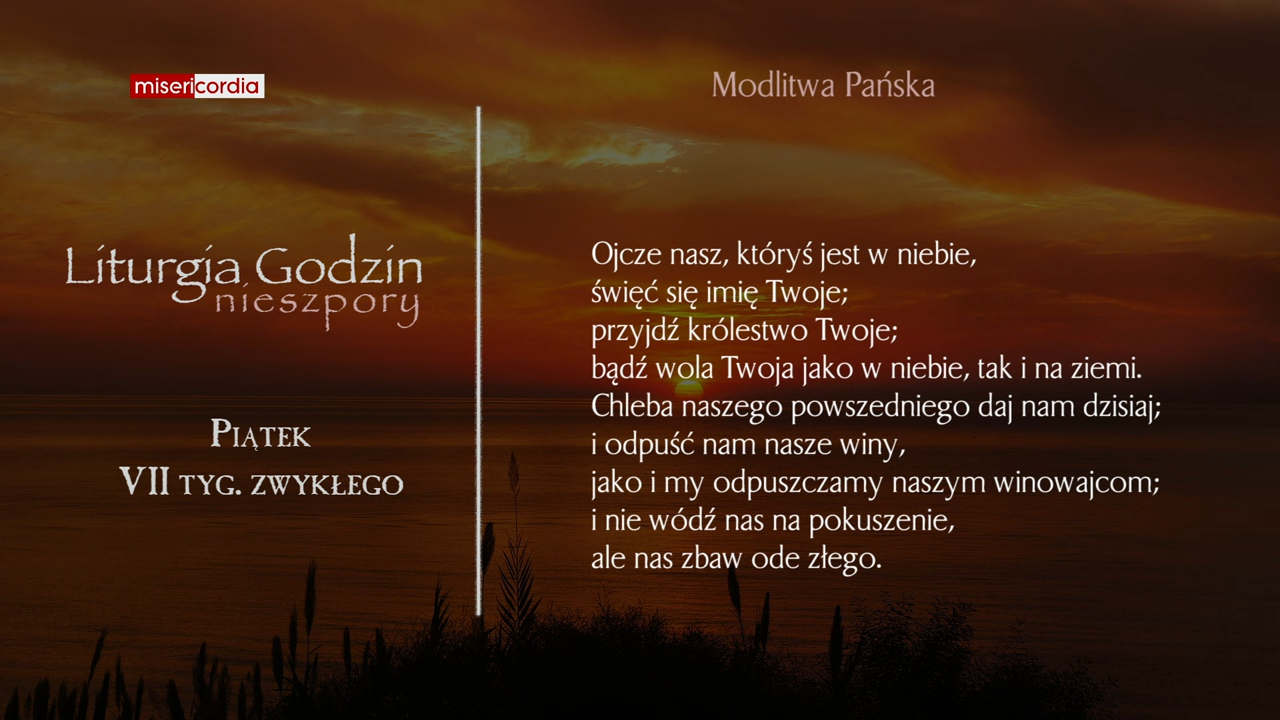 misericordia
Liturgia Godzin
nieszpory
Piątek
VII tyg. zwykłego
Modlitwa Pańska
Ojcze nasz, któryś jest w niebie,
święć się imię Twoje;
przyjdź królestwo Twoje;
bądź wola Twoja jako w niebie, tak i na ziemi.
Chleba naszego powszedniego daj nam dzisiaj;
i odpuść nam nasze winy,
jako i my odpuszczamy naszym winowajcom;
i nie wódź nas na pokuszenie,
ale nas zbaw ode złego.